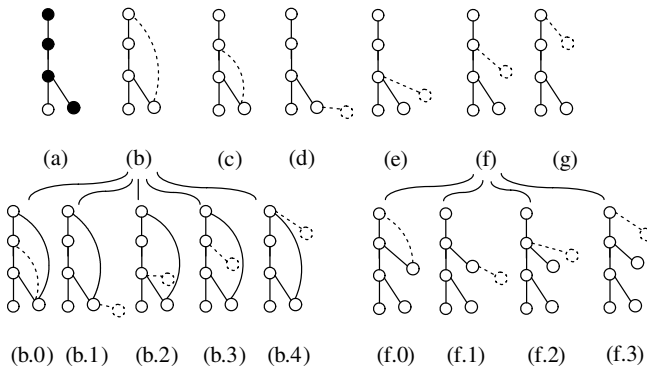 (a) (b) (c) (d) (e) (f) (g)
(b.0) (b.1) (b.2) (b.3) (b.4) (f.0) (f.1) (f.2) (f.3)